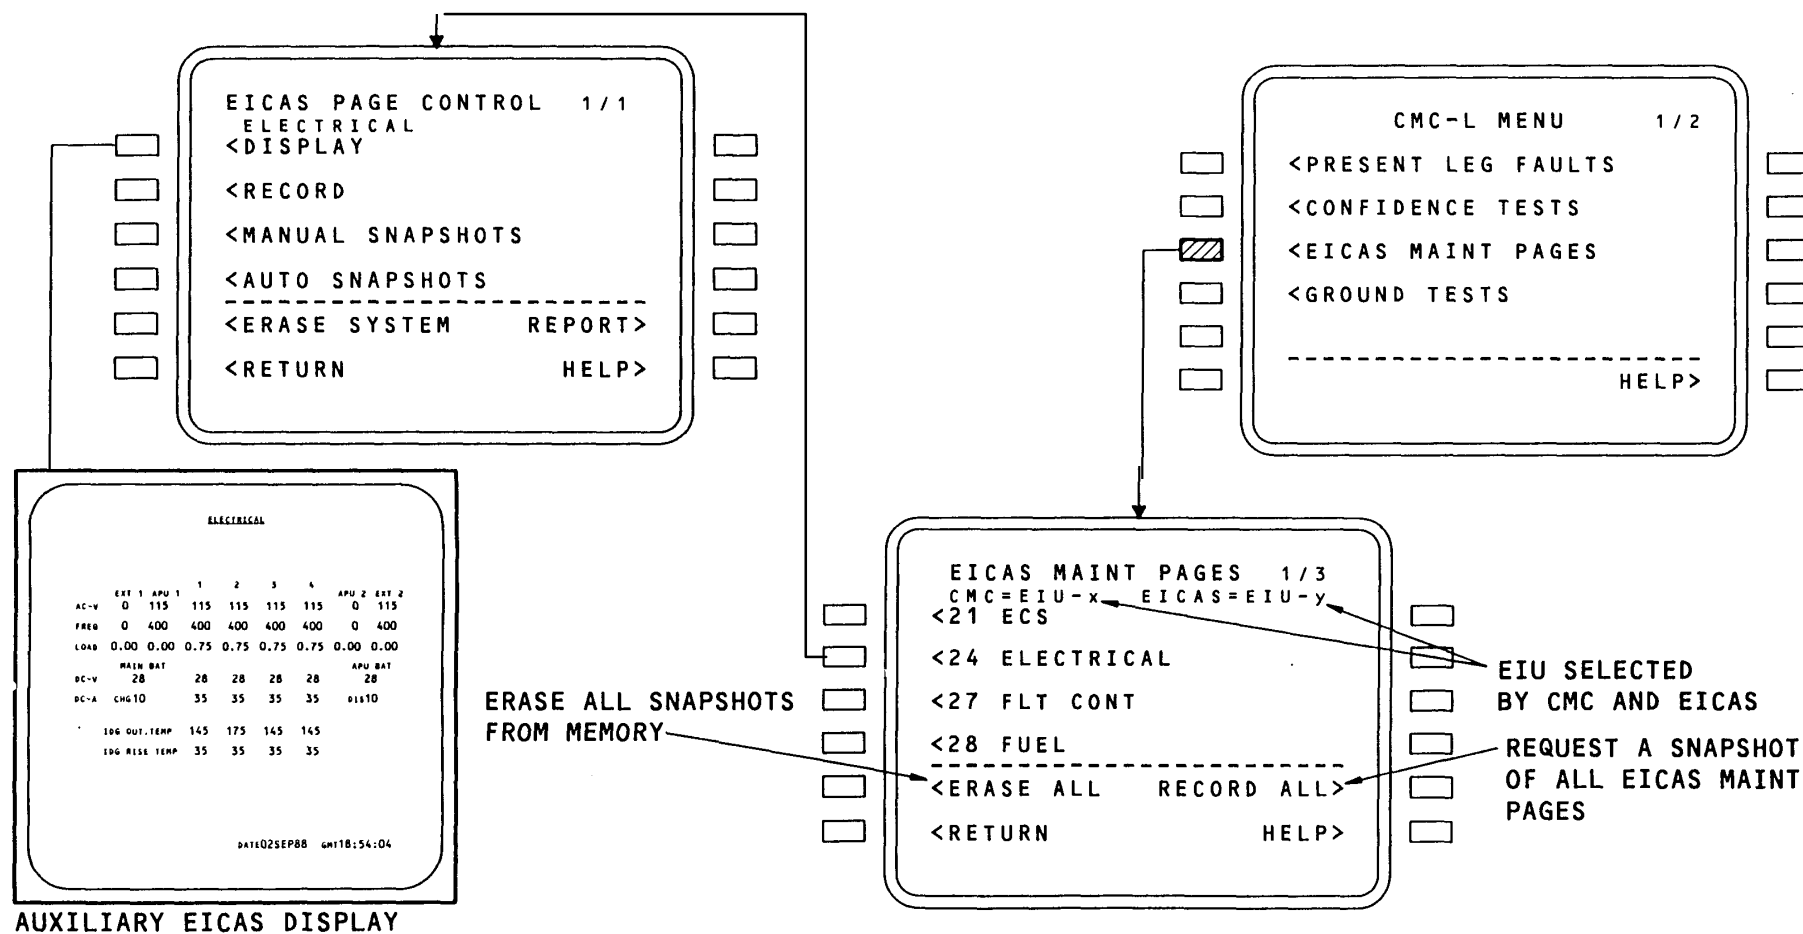 EICAS PAGE CONTROL 1/1
ELECTRICAL
<DISPLAY
<RECORD
<MANUAL SNAPSHOTS
<AUTO SNAPSHOTS
<ERASE SYSTEM REPORT>
<RETURN HELP>
CMC-L MENU 1/2
<PRESENT LEG FAULTS
<CONFIDENCE TESTS
<EICAS MAINT PAGES
<GROUND TESTS
HELP>
ELECTRICAL
1 2 3 4
EXT 1 APU 1 APU 2 EXT 2
AC-V 0 115 115 115 115 115 0 115
FREQ 0 400 400 400 400 400 0 400
LOAD 0.00 0.00 0.75 0.75 0.75 0.75 0.00 0.00
MAIN BAT APU BAT
DC-V 28 28 28 28 28 28
DC-A CHG10 35 35 35 35 DIS10
IDG OUT.TEMP 145 175 145 145
IDG RISE TEMP 35 35 35 35
DATE02SEP88 GMT18:54:04
AUXILIARY EICAS DISPLAY
EICAS MAINT PAGES 1/3
CMC=EIU-x EICAS=EIU-y
<21 ECS
<24 ELECTRICAL
<27 FLT CONT
<28 FUEL
<ERASE ALL RECORD ALL>
<RETURN HELP>
ERASE ALL SNAPSHOTS
FROM MEMORY
EIU SELECTED
BY CMC AND EICAS
REQUEST A SNAPSHOT
OF ALL EICAS MAINT
PAGES